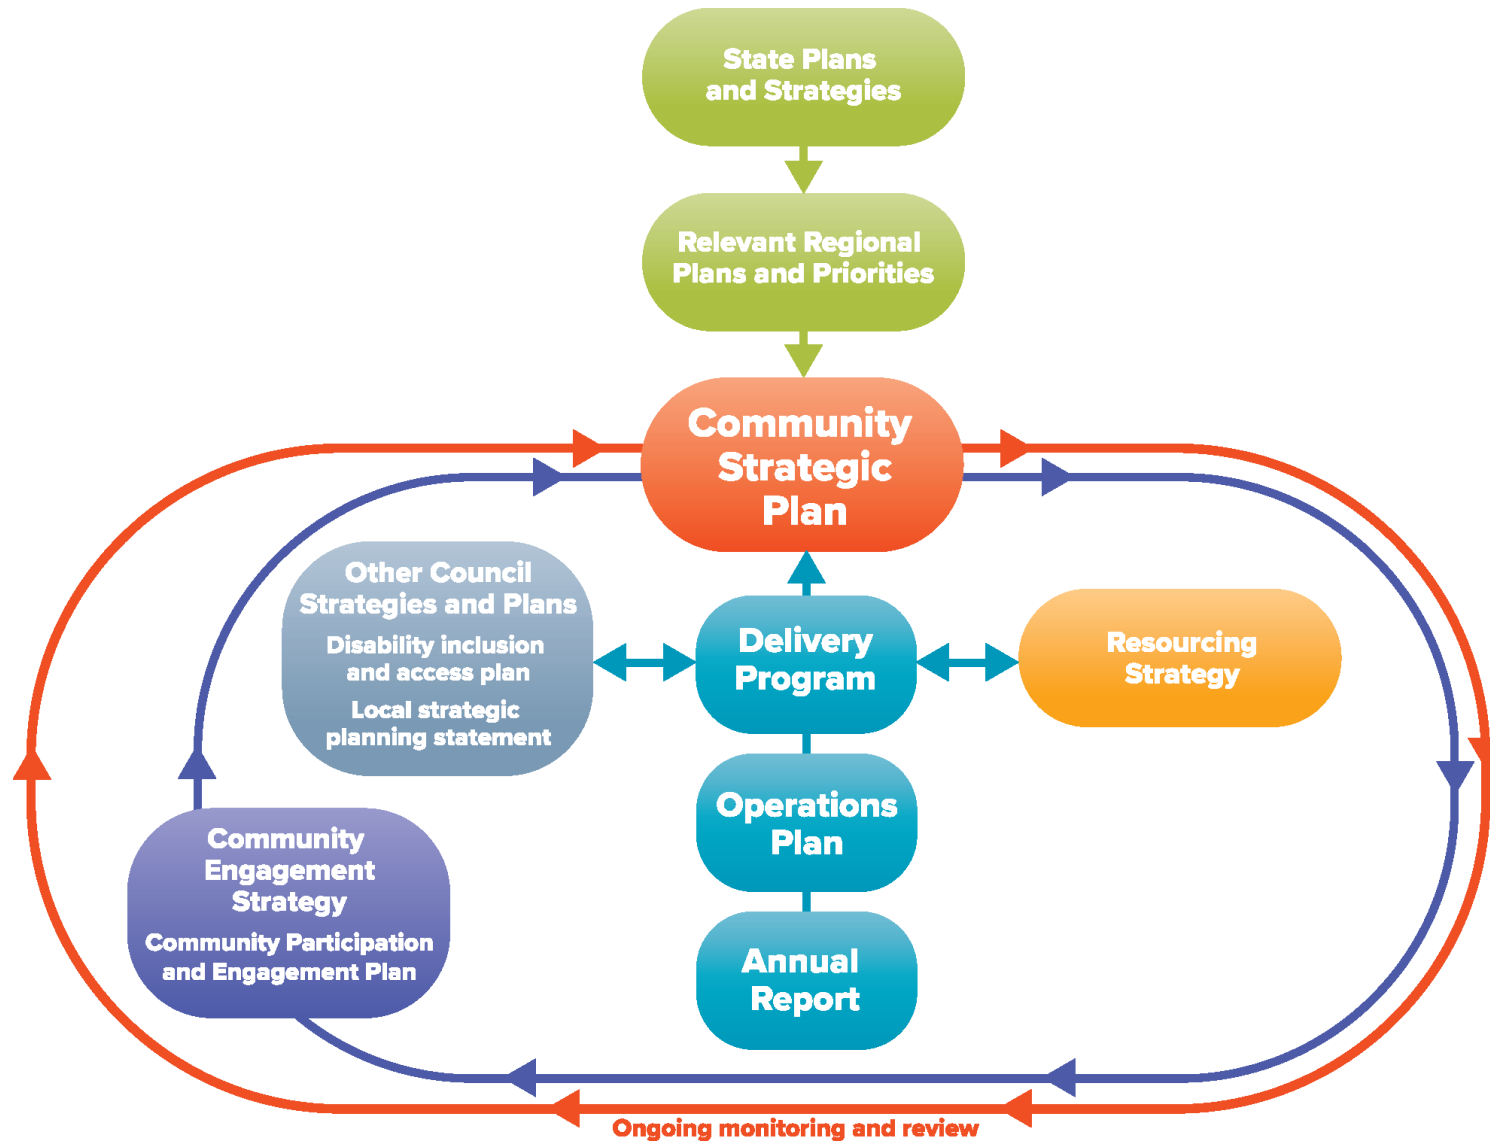 State Plans
and Strategies
Relevant Regional
Plans and Priorities
Community
Strategic
Plan
Other Council
Strategies and Plans
Disability inclusion
and access plan
Local strategic
planning statement
Delivery
Program
Resourcing
Strategy
Operations
Plan
Community
Engagement
Strategy
Community Participation
and Engagement Plan
Annual
Report
Ongoing monitoring and review